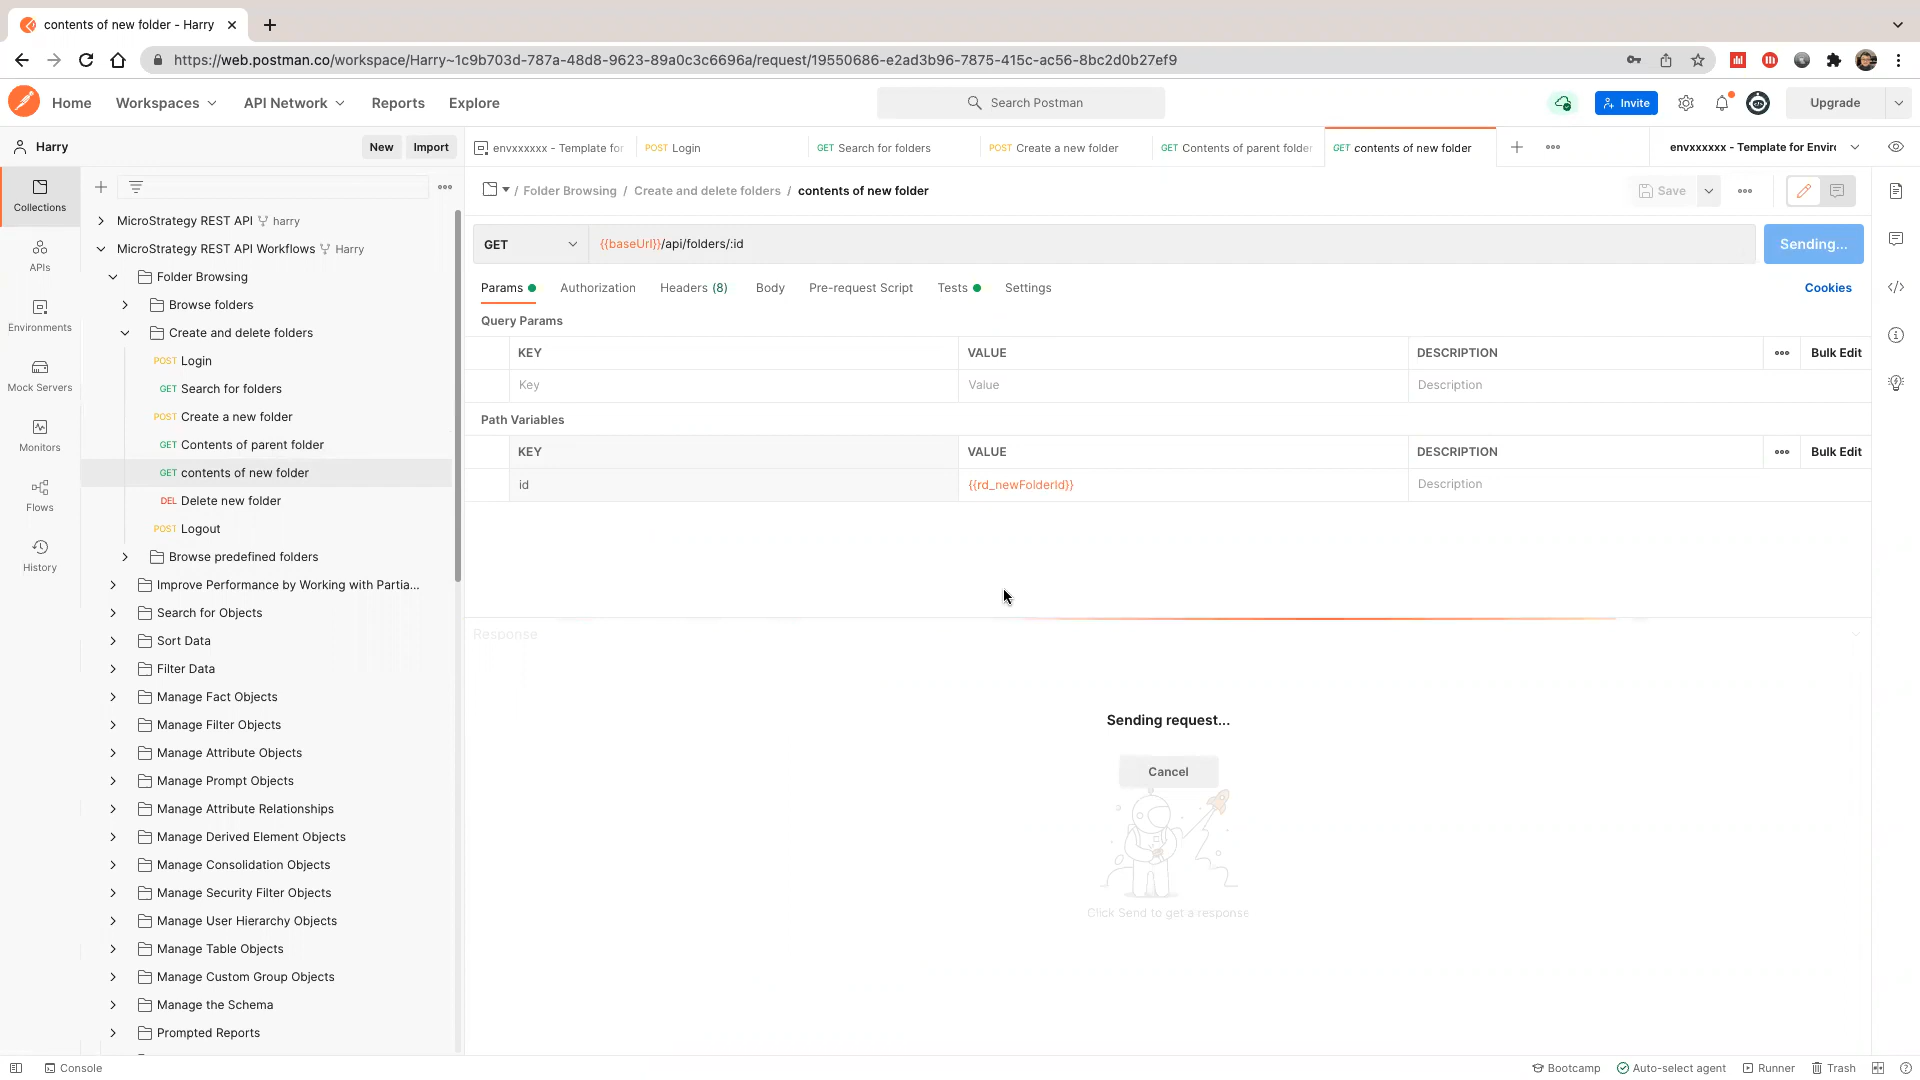 contents of new folder - Harry
https://web.postman.co/workspace/Harry~1c9b703d-787a-48d8-9623-89a0c3c6696a/request/19550686-e2ad3b96-7875-415c-ac56-8bc2d0b27ef9
Home Workspaces API Network Reports Explore Search Postman Invite Upgrade
Harry New Import
envxxxxxx - Template for POST Login GET Search for folders POST Create a new folder GET Contents of parent folder GET contents of new folder envxxxxxx - Template for Enviro
/ Folder Browsing / Create and delete folders / contents of new folder Save
GET {{baseUrl}}/api/folders/:id Sending...
Params Authorization Headers (8) Body Pre-request Script Tests Settings Cookies
Query Params
KEY VALUE DESCRIPTION Bulk Edit
Key Value Description
Path Variables
KEY VALUE DESCRIPTION Bulk Edit
id {{rd_newFolderId}} Description
Response
Sending request...
Cancel
Click Send to get a response
Collections
APIs
Environments
Mock Servers
Monitors
Flows
History
MicroStrategy REST API harry
MicroStrategy REST API Workflows Harry
Folder Browsing
Browse folders
Create and delete folders
POST Login
GET Search for folders
POST Create a new folder
GET Contents of parent folder
GET contents of new folder
DEL Delete new folder
POST Logout
Browse predefined folders
Improve Performance by Working with Partia...
Search for Objects
Sort Data
Filter Data
Manage Fact Objects
Manage Filter Objects
Manage Attribute Objects
Manage Prompt Objects
Manage Attribute Relationships
Manage Derived Element Objects
Manage Consolidation Objects
Manage Security Filter Objects
Manage User Hierarchy Objects
Manage Table Objects
Manage Custom Group Objects
Manage the Schema
Prompted Reports
Console Bootcamp Auto-select agent Runner Trash